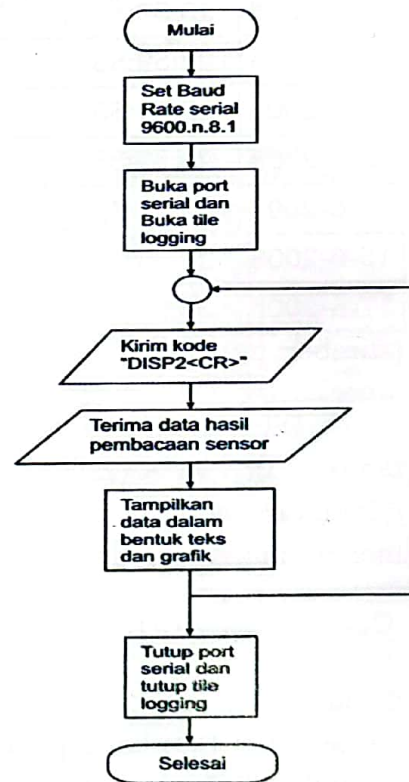 Mulai
Set Baud
Rate serial
9600.n.8.1
Buka port
serial dan
Buka tile
logging
Kirim kode
"DISP2<CR>"
Terima data hasil
pembacaan sensor
Tampilkan
data dalam
bentuk teks
dan grafik
Tutup port
serial dan
tutup tile
logging
Selesai